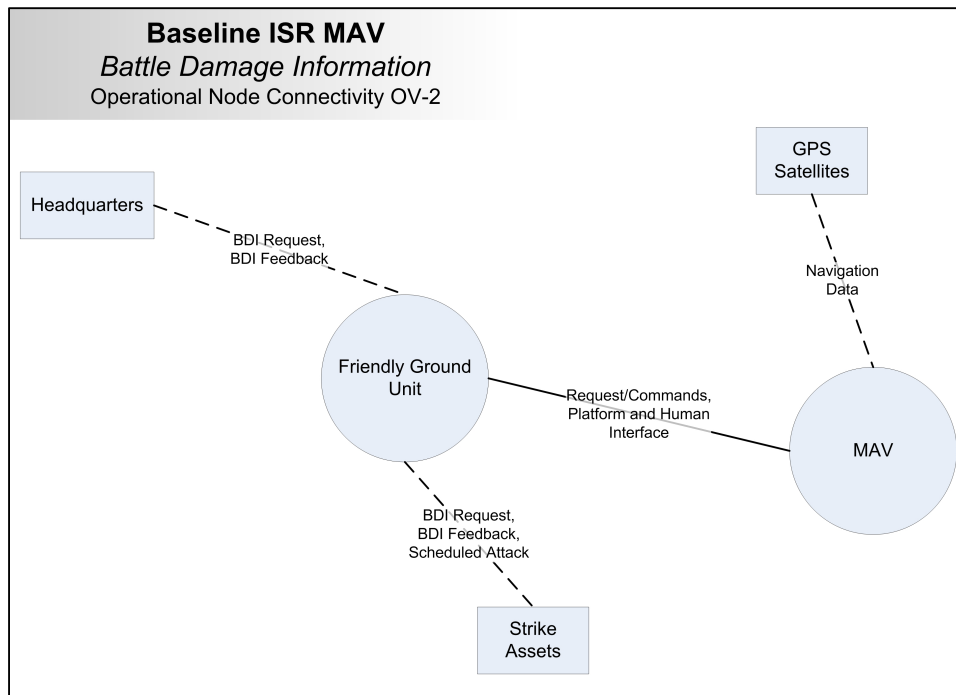 Baseline ISR MAV
Battle Damage Information
Operational Node Connectivity OV-2
GPS
Satellites
Headquarters
BDI Request,
BDI Feedback
Navigation
Data
Friendly Ground
Unit
Request/Commands,
Platform and Human
Interface
MAV
BDI Request,
BDI Feedback,
Scheduled Attack
Strike
Assets